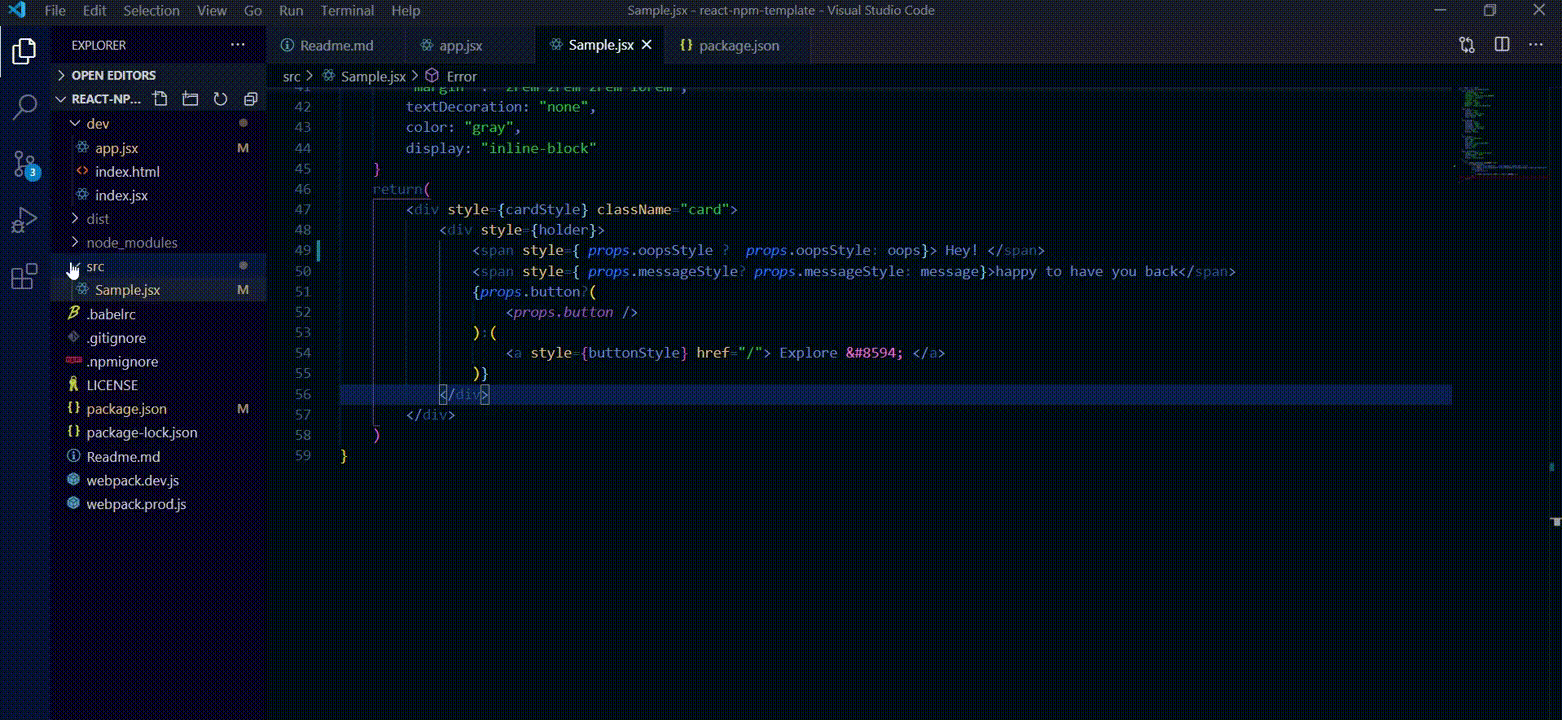 File Edit Selection View Go Run Terminal Help
Sample.jsx - react-npm-template - Visual Studio Code
EXPLORER
Readme.md
app.jsx
Sample.jsx
package.json
OPEN EDITORS
REACT-NP...
src > Sample.jsx > Error
dev
app.jsx M
index.html
index.jsx
dist
node_modules
src
Sample.jsx M
.babelrc
.gitignore
.npmignore
LICENSE
package.json M
package-lock.json
Readme.md
webpack.dev.js
webpack.prod.js
3
42 textDecoration: "none",
43 color: "gray",
44 display: "inline-block"
45 }
46 return(
47 <div style={cardStyle} className="card">
48 <div style={holder}>
49 <span style={ props.oopsStyle ?  props.oopsStyle: oops}> Hey! </span>
50 <span style={ props.messageStyle? props.messageStyle: message}>happy to have you back</span>
51 {props.button?(
52 <props.button />
53 ):(
54 <a style={buttonStyle} href="/"> Explore &#8594; </a>
55 )}
56 </div>
57 </div>
58 )
59 }